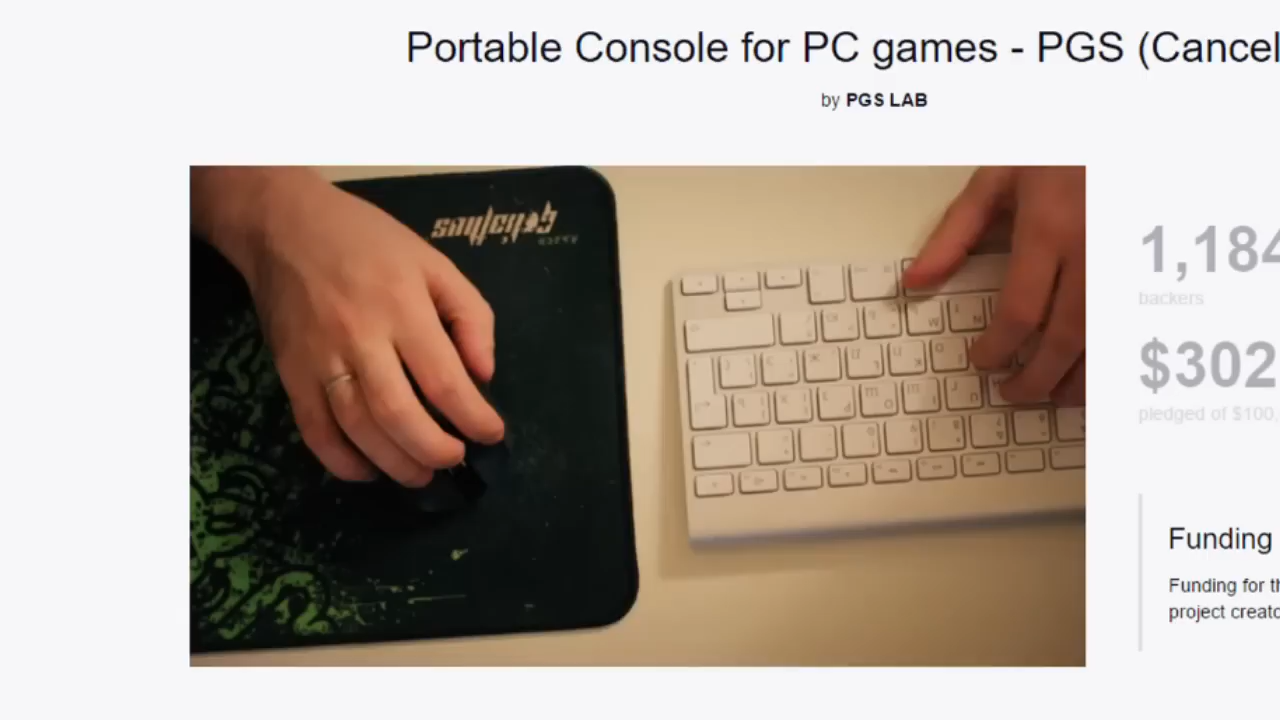 Portable Console for PC games - PGS (Cancel
by PGS LAB
1,184
backers
$302
pledged of $100,
Funding
Funding for th
project creato